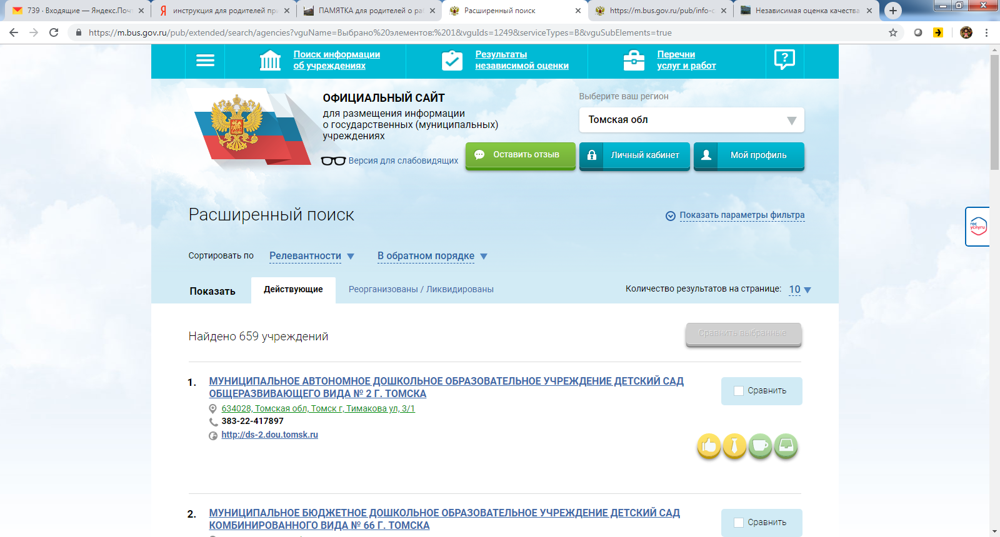 739 · Входящие — Яндекс.Почт
инструкция для родителей пр
ПАМЯТКА для родителей о ра
Расширенный поиск
https://m.bus.gov.ru/pub/info-c
Независимая оценка качества
https://m.bus.gov.ru/pub/extended/search/agencies?vguName=Выбрано%20элементов:%201&vguIds=1249&serviceTypes=B&vguSubElements=true
Поиск информации
об учреждениях
Результаты
независимой оценки
Перечни
услуг и работ
ОФИЦИАЛЬНЫЙ САЙТ
для размещения информации
о государственных (муниципальных)
учреждениях
Версия для слабовидящих
Выберите ваш регион
Томская обл
Оставить отзыв
Личный кабинет
Мой профиль
Расширенный поиск
Показать параметры фильтра
гос
услуги
Сортировать по Релевантности В обратном порядке
Показать Действующие Реорганизованы / Ликвидированы Количество результатов на странице: 10
Найдено 659 учреждений
Сравнить выбранные
1. МУНИЦИПАЛЬНОЕ АВТОНОМНОЕ ДОШКОЛЬНОЕ ОБРАЗОВАТЕЛЬНОЕ УЧРЕЖДЕНИЕ ДЕТСКИЙ САД
ОБЩЕРАЗВИВАЮЩЕГО ВИДА № 2 Г. ТОМСКА
Сравнить
634028, Томская обл, Томск г, Тимакова ул, 3/1
383-22-417897
http://ds-2.dou.tomsk.ru
2. МУНИЦИПАЛЬНОЕ БЮДЖЕТНОЕ ДОШКОЛЬНОЕ ОБРАЗОВАТЕЛЬНОЕ УЧРЕЖДЕНИЕ ДЕТСКИЙ САД
КОМБИНИРОВАННОГО ВИДА № 66 Г. ТОМСКА
Сравнить